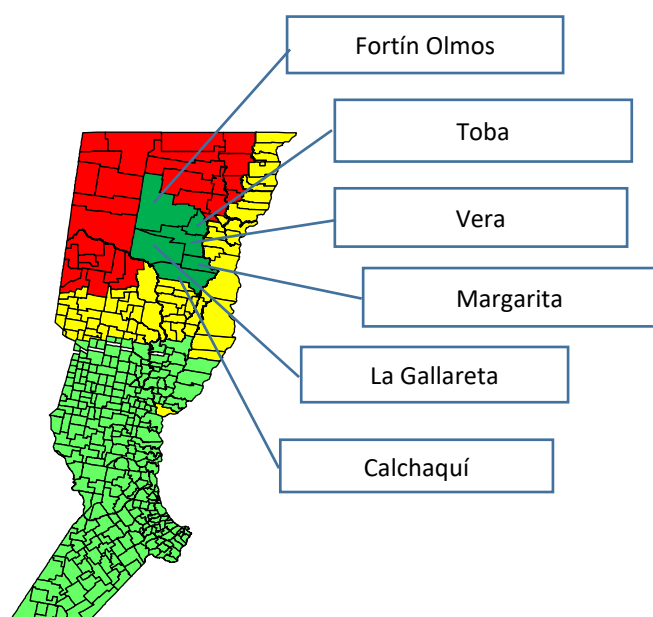 Fortín Olmos
Toba
Vera
Margarita
La Gallareta
Calchaquí